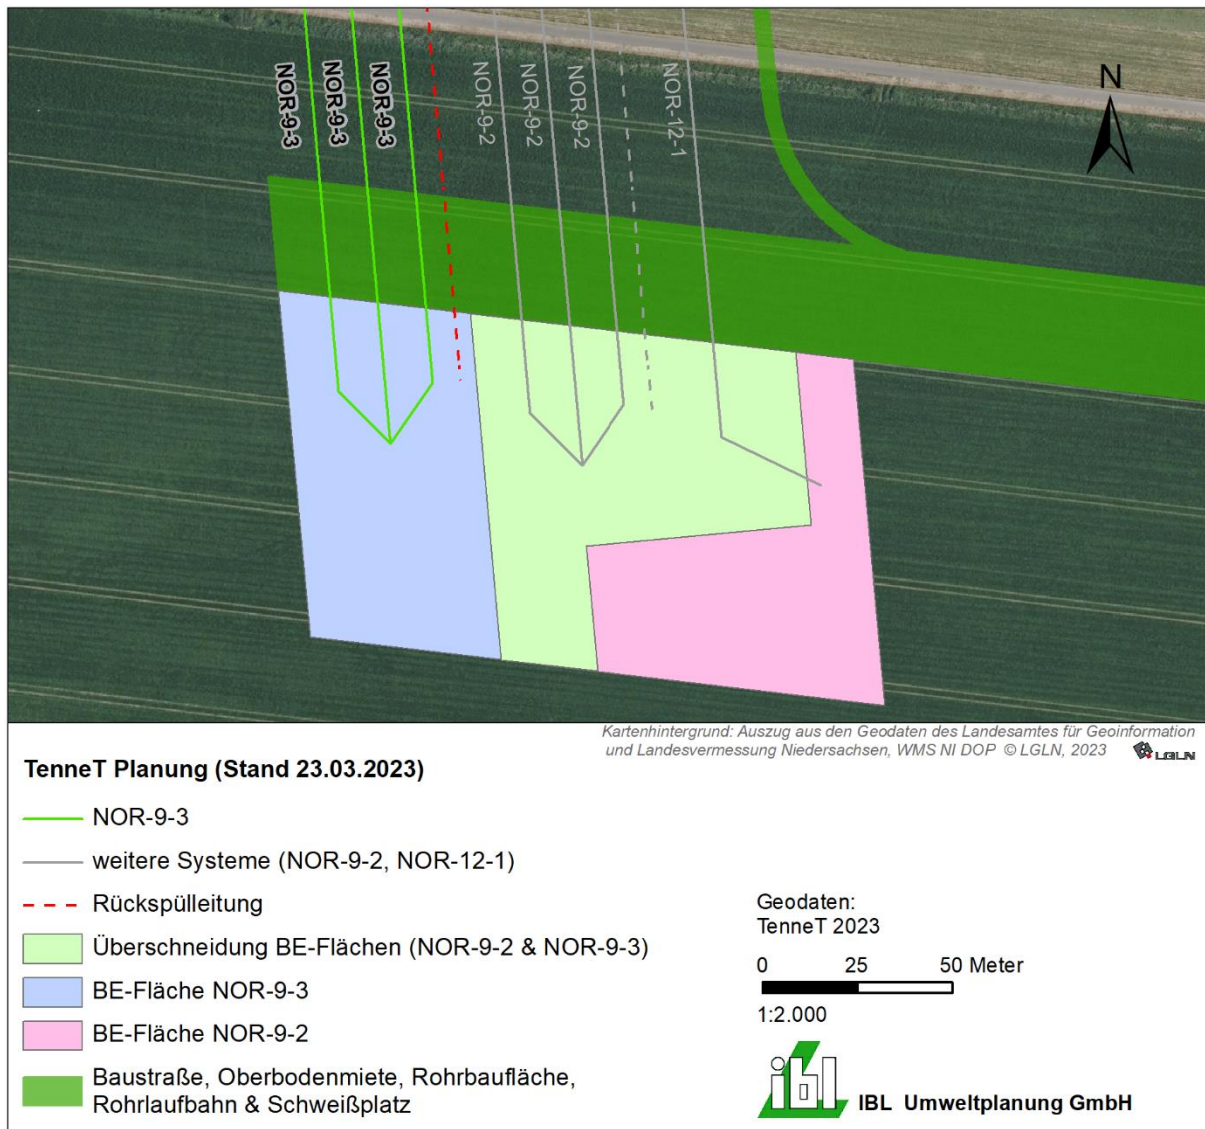 NOR-9-3
NOR-9-3
NOR-9-3
NOR-9-2
NOR-9-2
NOR-9-2
NOR-12-1
N
Kartenhintergrund: Auszug aus den Geodaten des Landesamtes für Geoinformation
und Landesvermessung Niedersachsen, WMS NI DOP © LGLN, 2023
LGLN
TenneT Planung (Stand 23.03.2023)
NOR-9-3
weitere Systeme (NOR-9-2, NOR-12-1)
Rückspülleitung
Überschneidung BE-Flächen (NOR-9-2 & NOR-9-3)
BE-Fläche NOR-9-3
BE-Fläche NOR-9-2
Baustraße, Oberbodenmiete, Rohrbaufläche,
Rohrlaufbahn & Schweißplatz
Geodaten:
TenneT 2023
0 25 50 Meter
1:2.000
ibl
IBL Umweltplanung GmbH